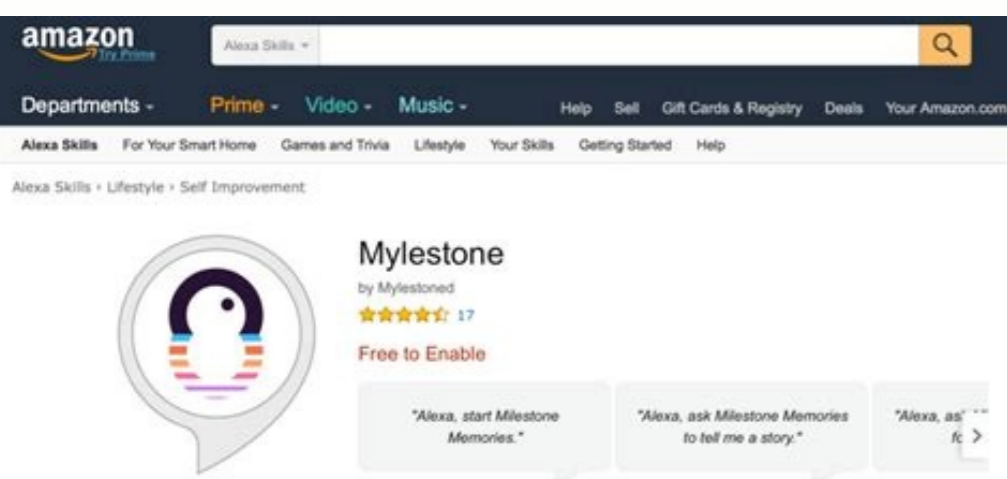 amazon
Try Prime
Alexa Skills
Departments Prime Video Music Help Sell Gift Cards & Registry Deals Your Amazon.com
Alexa Skills For Your Smart Home Games and Trivia Lifestyle Your Skills Getting Started Help
Alexa Skills › Lifestyle › Self Improvement
Mylestone
by Mylestoned
17
Free to Enable
"Alexa, start Milestone
Memories."
"Alexa, ask Milestone Memories
to tell me a story."
"Alexa,